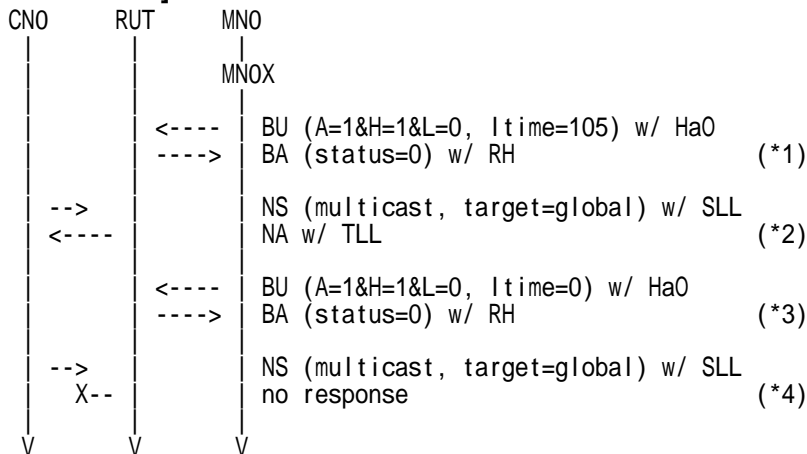 CN0 RUT MN0
MN0X
<---- BU (A=1&H=1&L=0, ltime=105) w/ HaO
----> BA (status=0) w/ RH (*1)
--> NS (multicast, target=global) w/ SLL
<---- NA w/ TLL (*2)
<---- BU (A=1&H=1&L=0, ltime=0) w/ HaO
----> BA (status=0) w/ RH (*3)
--> NS (multicast, target=global) w/ SLL
X-- no response (*4)
V V V